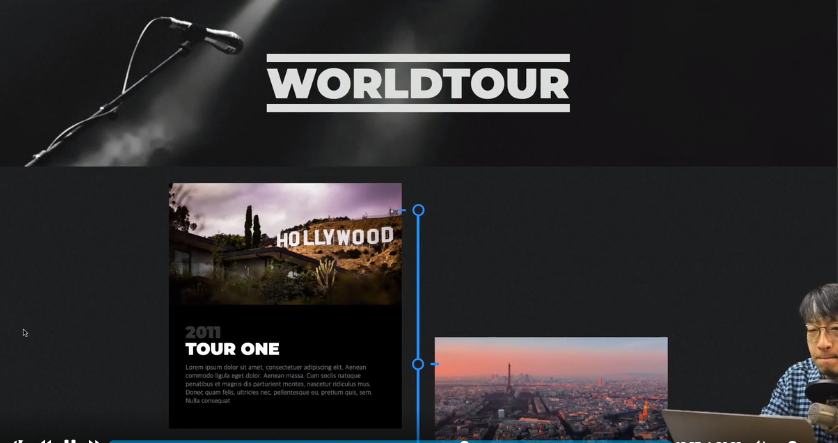 WORLDTOUR
HOLLYWOOD
2011
TOUR ONE
Lorem ipsum dolor sit amet, consectetuer adipiscing elit. Aenean
commodo ligula eget dolor. Aenean massa. Cum sociis natoque
penatibus et magnis dis parturient montes, nascetur ridiculus mus.
Donec quam felis, ultricies nec, pellentesque eu, pretium quis, sem.
Nulla consequat